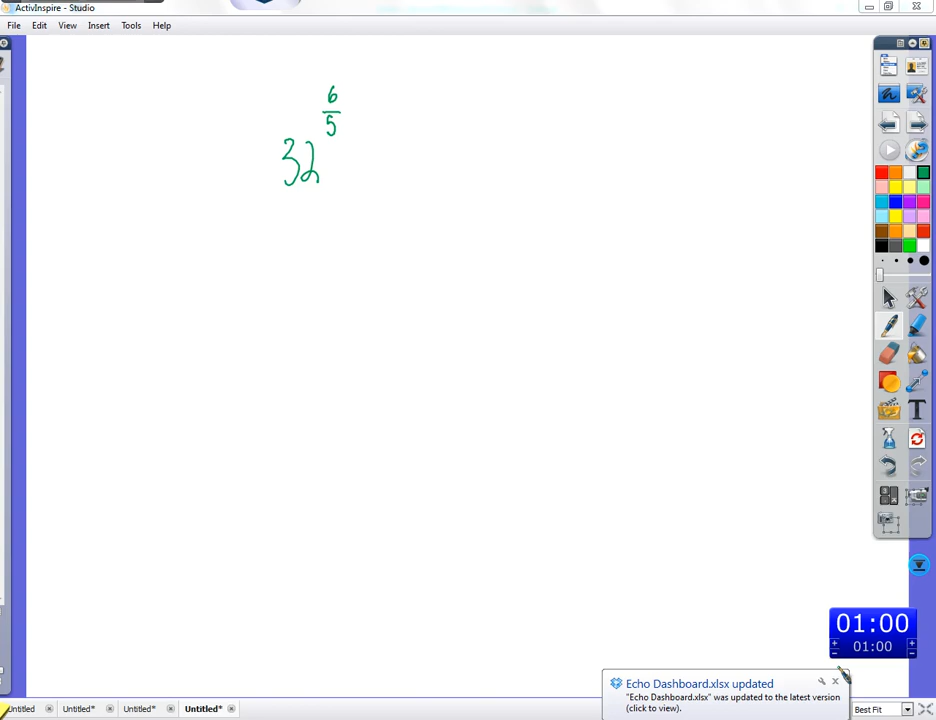 ActivInspire - Studio
File Edit View Insert Tools Help
6
5
32
01:00
01:00
Echo Dashboard.xlsx updated
"Echo Dashboard.xlsx" was updated to the latest version
(click to view).
Untitled Untitled* Untitled* Untitled*
Best Fit